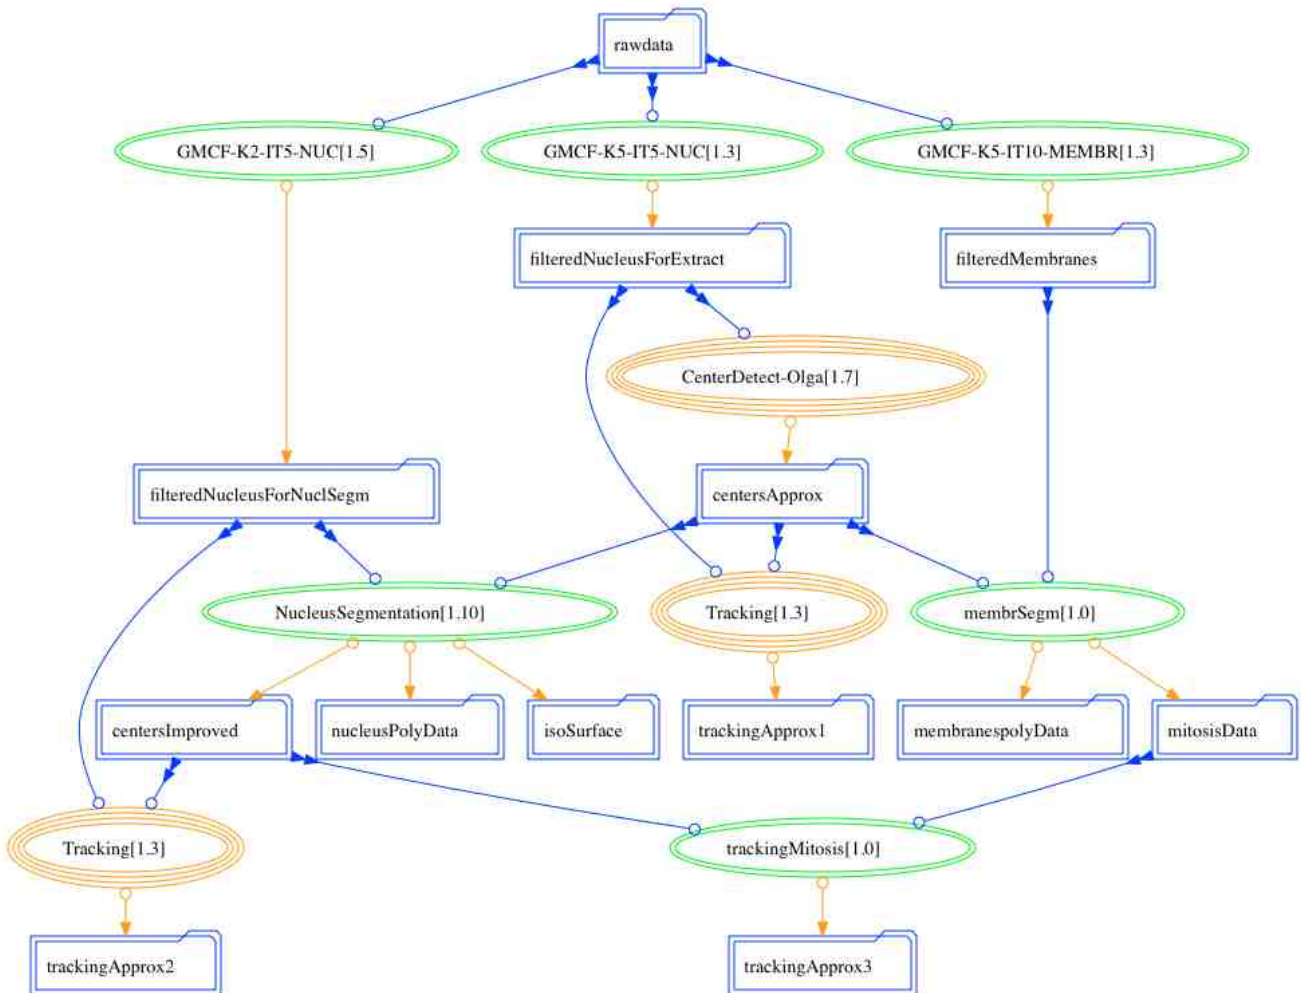 rawdata
GMCF-K2-IT5-NUC[1.5]
GMCF-K5-IT5-NUC[1.3]
GMCF-K5-IT10-MEMBR[1.3]
filteredNucleusForExtract
filteredMembranes
CenterDetect-Olga[1.7]
filteredNucleusForNuclSegm
centersApprox
NucleusSegmentation[1.10]
Tracking[1.3]
membrSegm[1.0]
centersImproved
nucleusPolyData
isoSurface
trackingApprox1
membranespolyData
mitosisData
Tracking[1.3]
trackingMitosis[1.0]
trackingApprox2
trackingApprox3